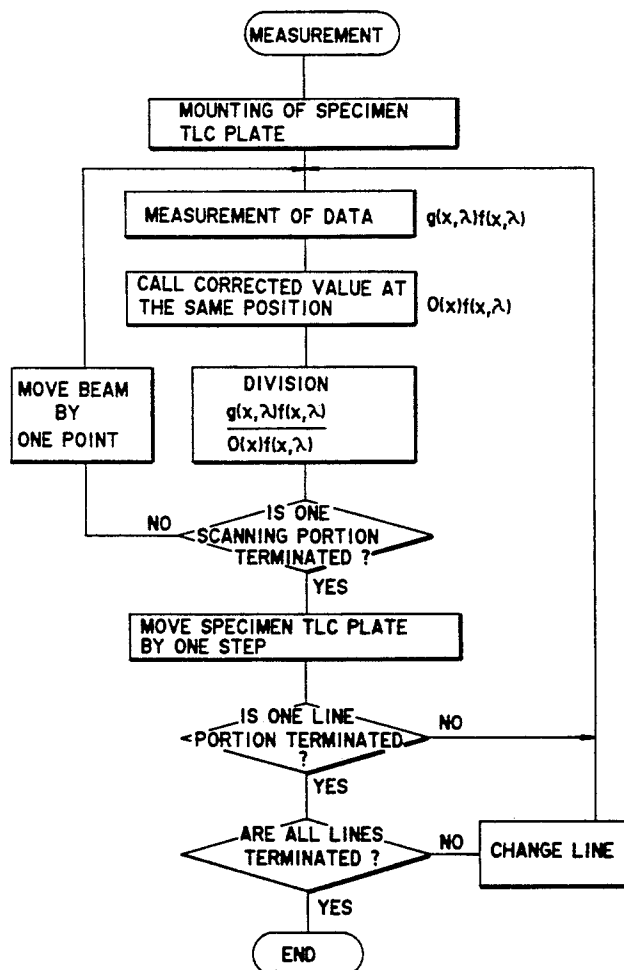 MEASUREMENT
MOUNTING OF SPECIMEN
TLC PLATE
MEASUREMENT OF DATA
g(x,λ)f(x,λ)
CALL CORRECTED VALUE AT
THE SAME POSITION
O(x)f(x,λ)
MOVE BEAM
BY
ONE POINT
DIVISION
g(x,λ)f(x,λ)
O(x)f(x,λ)
NO
IS ONE
SCANNING PORTION
TERMINATED ?
YES
MOVE SPECIMEN TLC PLATE
BY ONE STEP
IS ONE LINE
PORTION TERMINATED
?
NO
YES
ARE ALL LINES
TERMINATED ?
NO
CHANGE LINE
YES
END